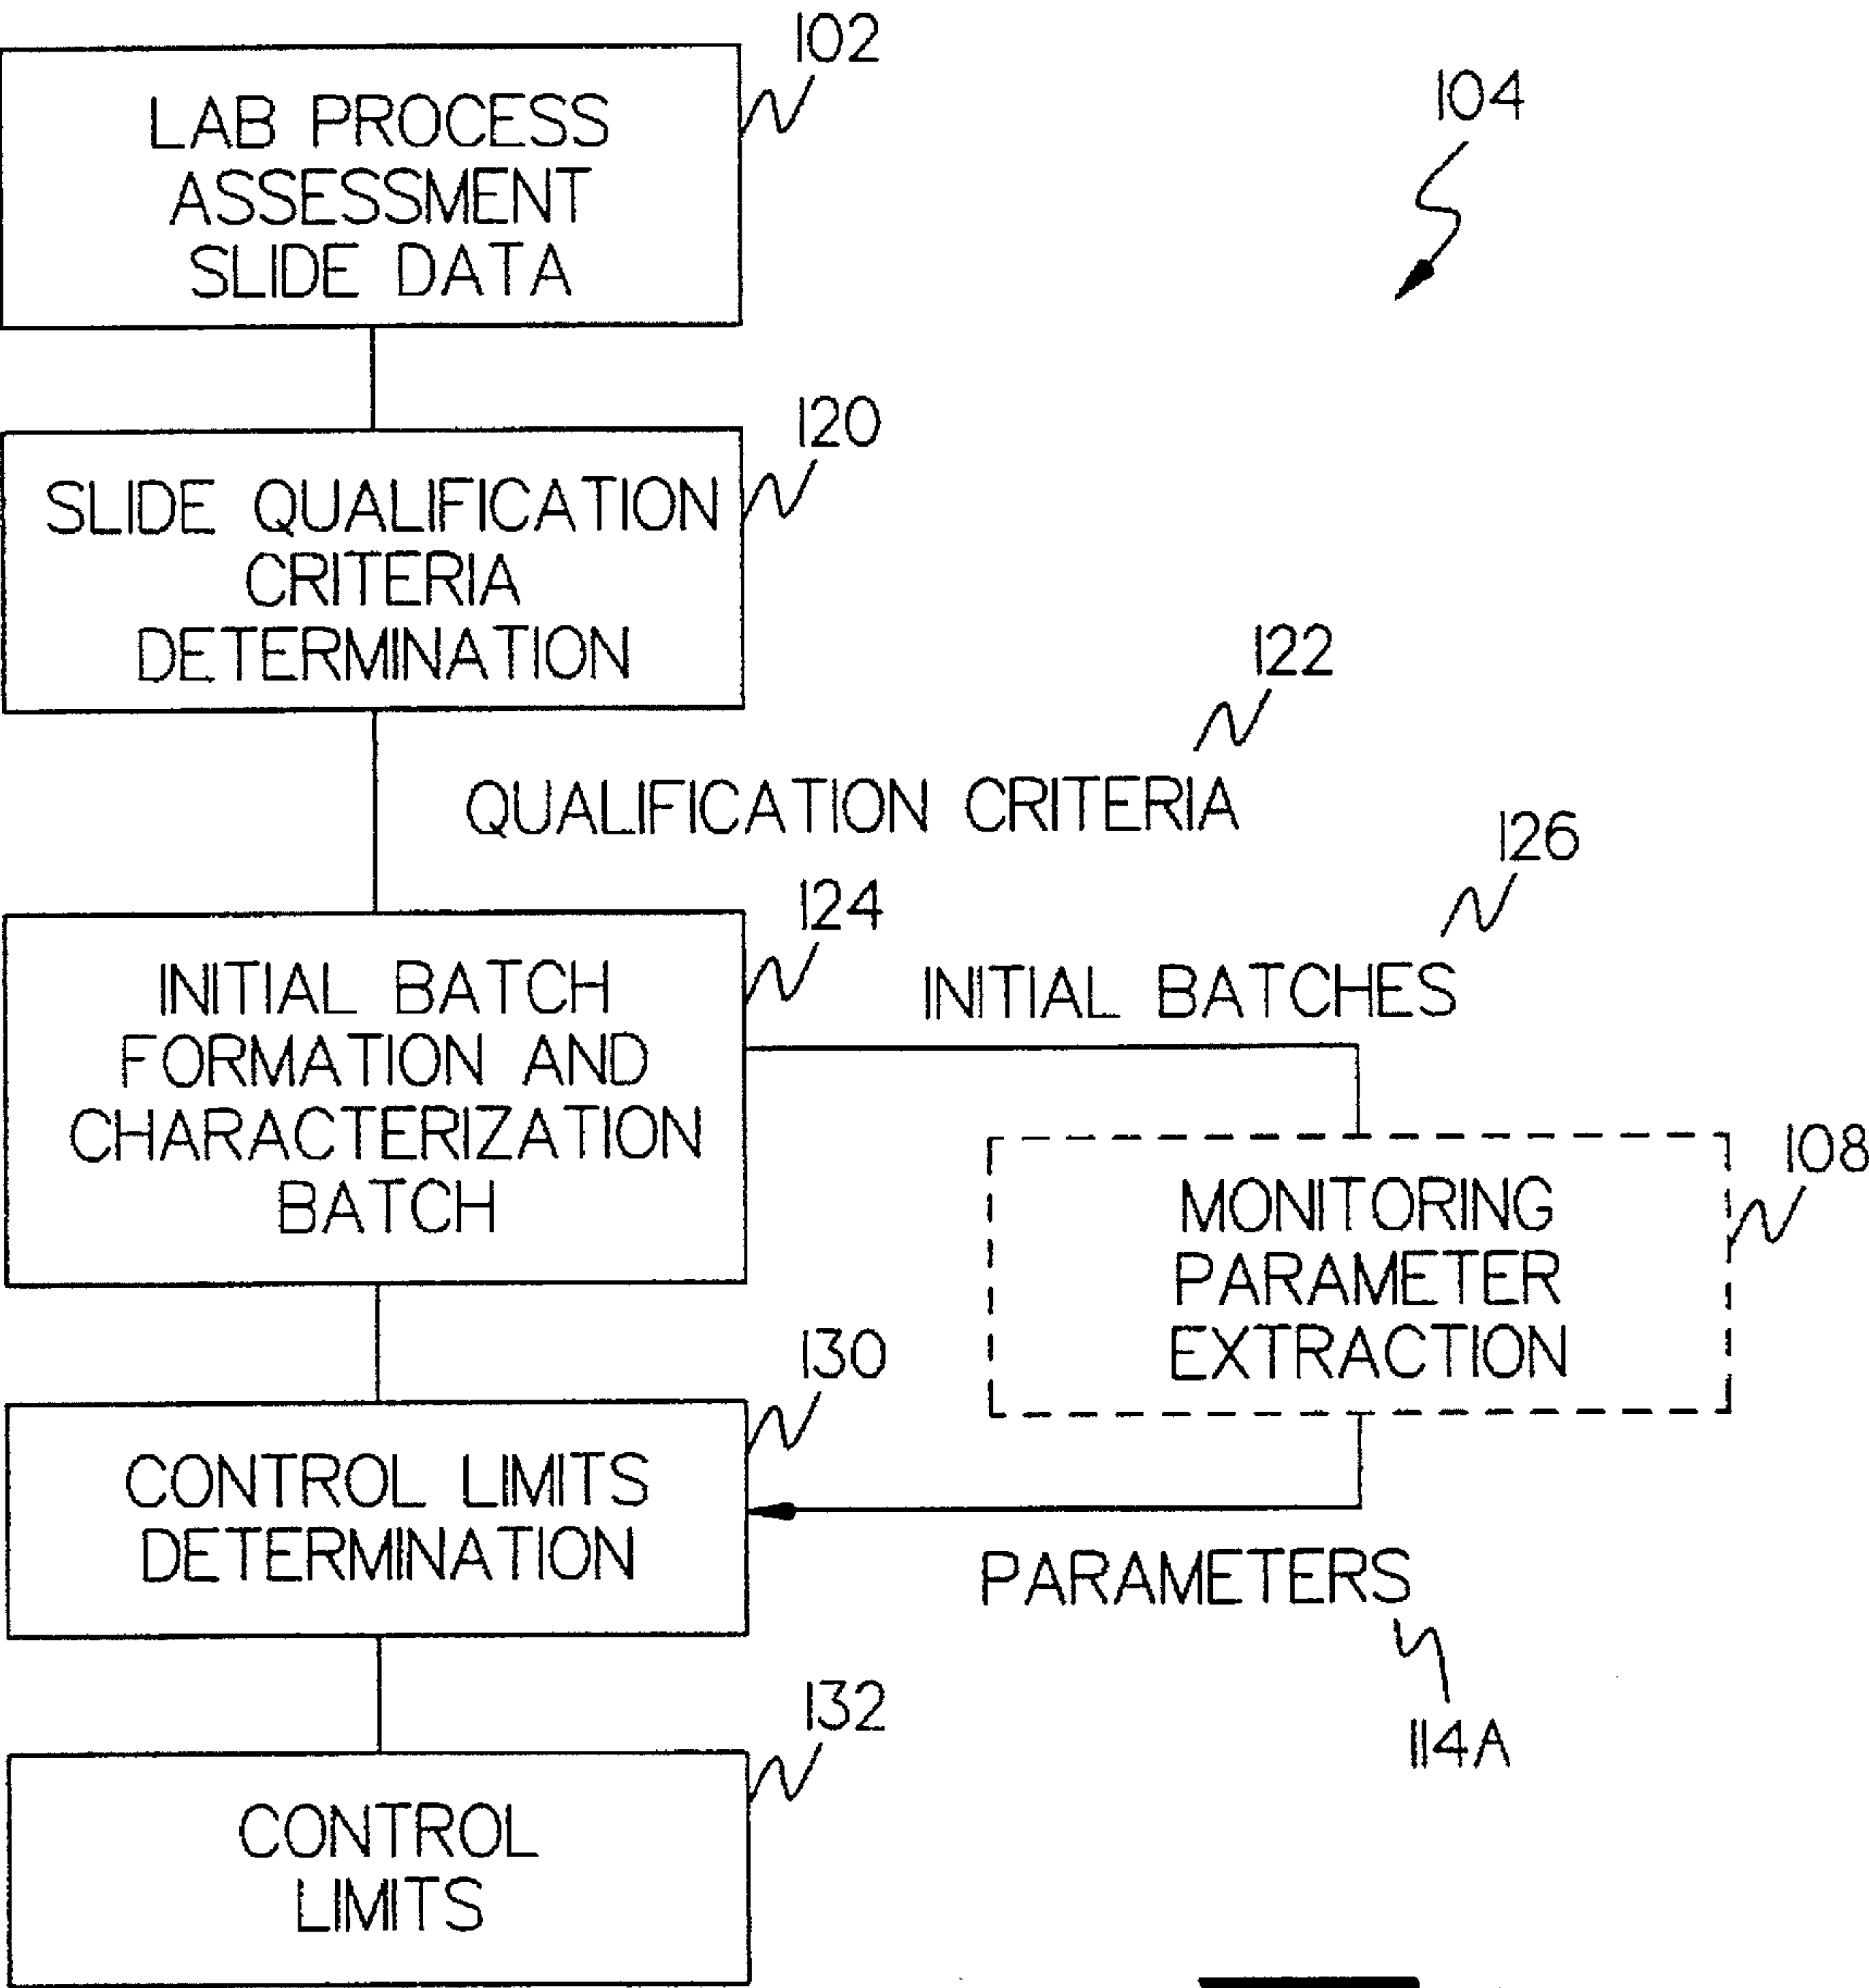 102
LAB PROCESS
ASSESSMENT
SLIDE DATA
104
120
SLIDE QUALIFICATION
CRITERIA
DETERMINATION
122
QUALIFICATION CRITERIA
126
124
INITIAL BATCH
FORMATION AND
CHARACTERIZATION
BATCH
INITIAL BATCHES
108
MONITORING
PARAMETER
EXTRACTION
130
CONTROL LIMITS
DETERMINATION
PARAMETERS
114A
132
CONTROL
LIMITS